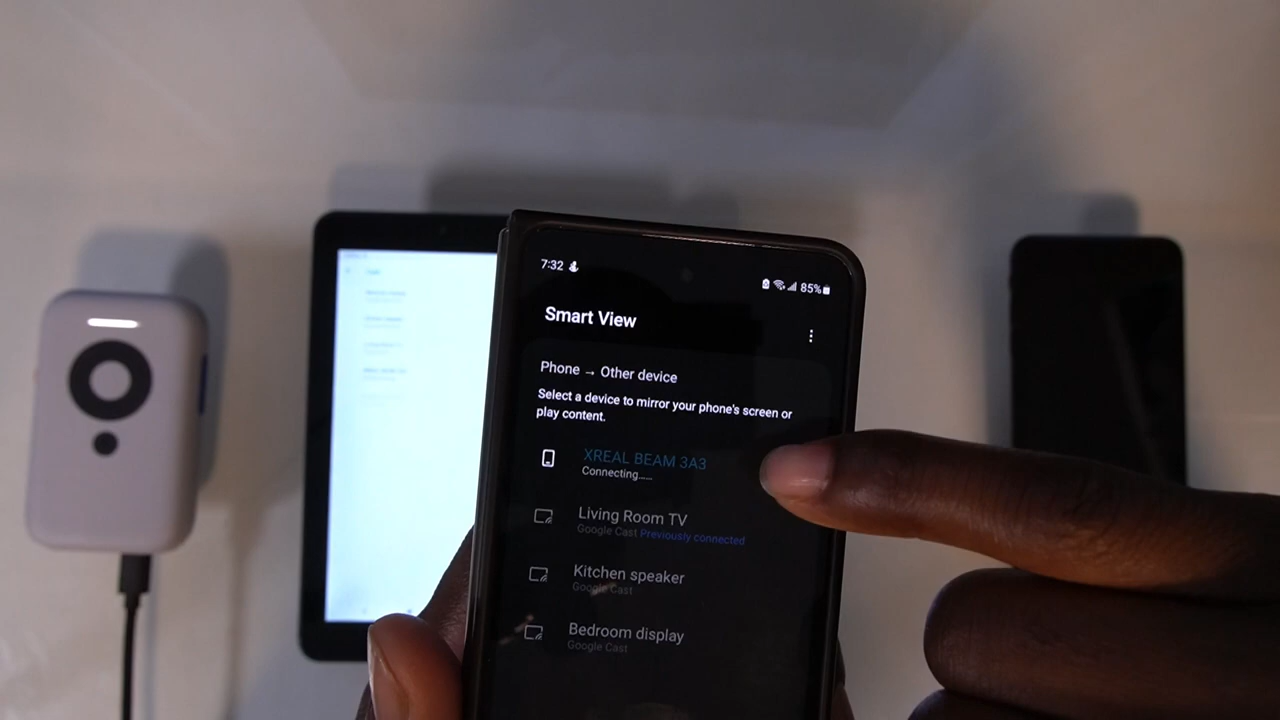 7:32
85%
Smart View
Phone → Other device
Select a device to mirror your phone's screen or
play content.
XREAL BEAM 3A3
Connecting......
Living Room TV
Google Cast Previously connected
Kitchen speaker
Google Cast
Bedroom display
Google Cast